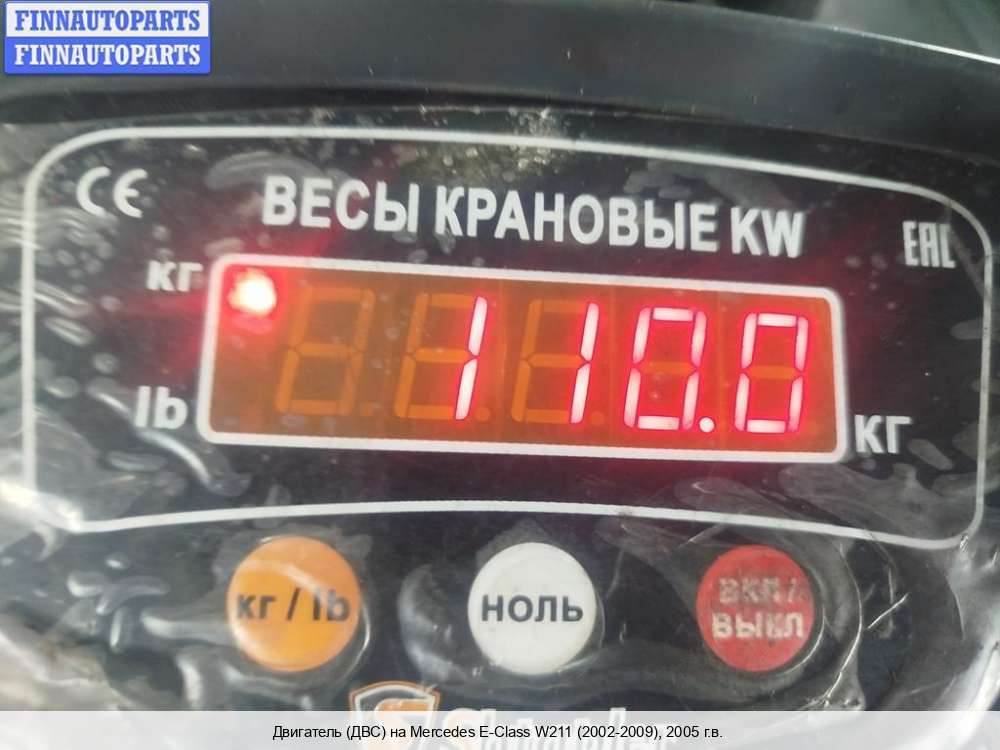 FINNAUTOPARTS
FINNAUTOPARTS
CE
ВЕСЫ КРАНОВЫЕ KW
EAC
кг
110.0
lb
кг
кг / lb
НОЛЬ
ВКЛ /
ВЫКЛ
Двигатель (ДВС) на Mercedes E-Class W211 (2002-2009), 2005 г.в.